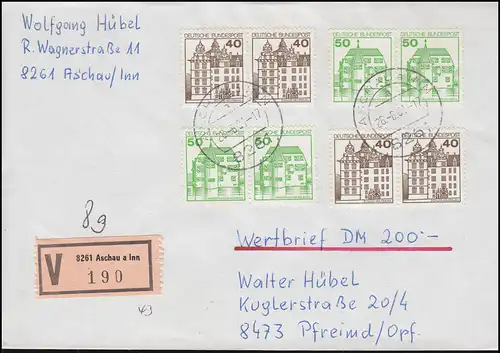 Wolfgang Hübel
R. Wagnerstraße 11
8261 Aschau/Inn
DEUTSCHE BUNDESPOST
40
DEUTSCHE BUNDESPOST
40
50
DEUTSCHE BUNDESPOST
50
DEUTSCHE BUNDESPOST
50
DEUTSCHE BUNDESPOST
50
DEUTSCHE BUNDESPOST
DEUTSCHE BUNDESPOST
40
DEUTSCHE BUNDESPOST
40
89
V
8261 Aschau a Inn
190
Wertbrief DM 200.-
Walter Hübel
Kuglerstraße 20/4
8473 Pfreimd/Opf.